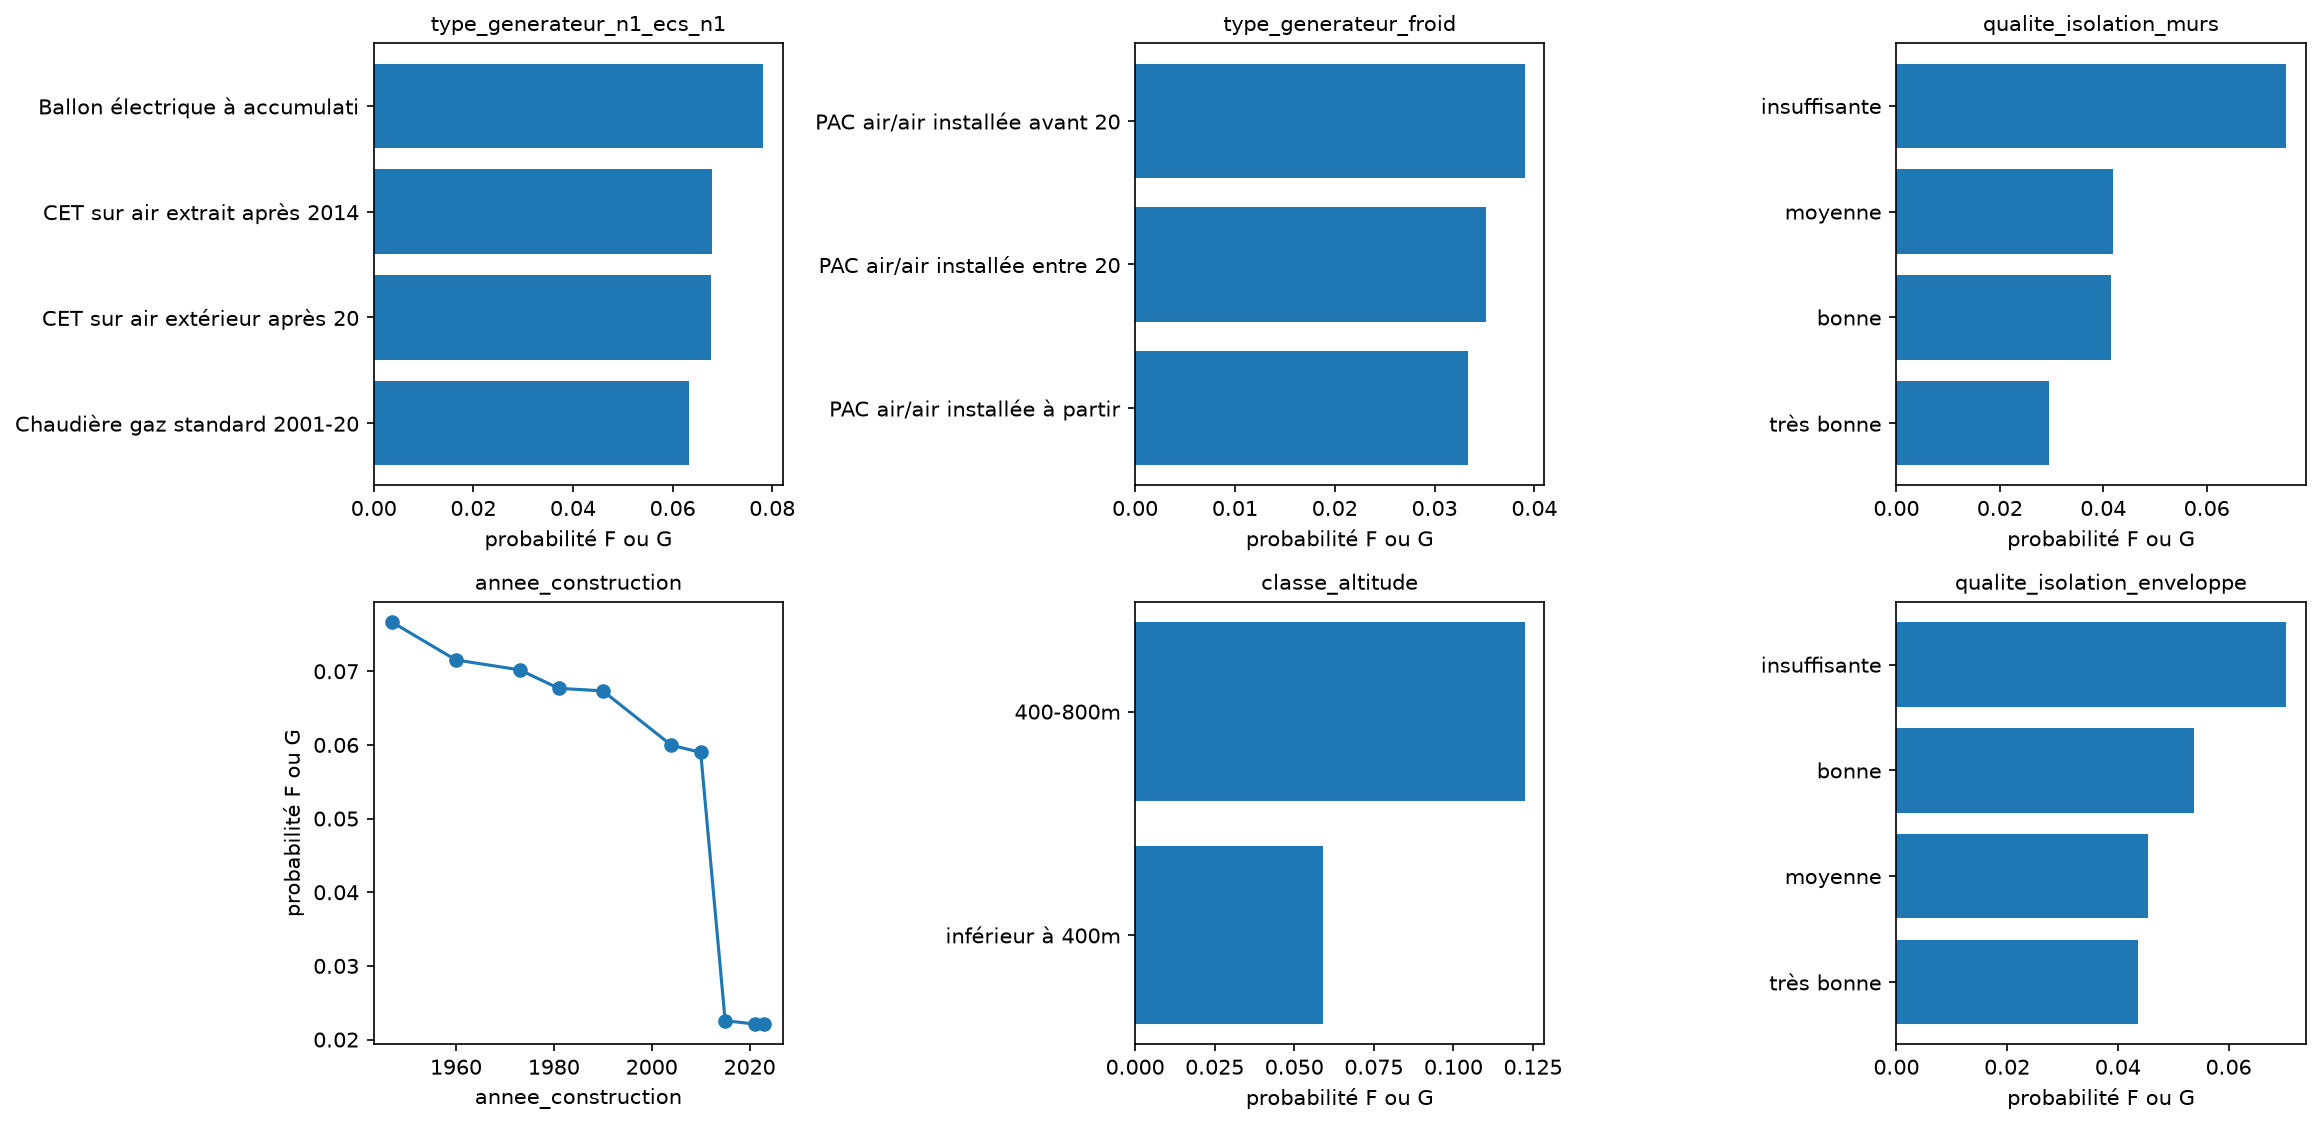 type_generateur_n1_ecs_n1
Ballon électrique à accumulati
CET sur air extrait après 2014
CET sur air extérieur après 20
Chaudière gaz standard 2001-20
0.00 0.02 0.04 0.06 0.08
probabilité F ou G
type_generateur_froid
PAC air/air installée avant 20
PAC air/air installée entre 20
PAC air/air installée à partir
0.00 0.01 0.02 0.03 0.04
probabilité F ou G
qualite_isolation_murs
insuffisante
moyenne
bonne
très bonne
0.00 0.02 0.04 0.06
probabilité F ou G
annee_construction
probabilité F ou G
0.07
0.06
0.05
0.04
0.03
0.02
1960 1980 2000 2020
annee_construction
classe_altitude
400-800m
inférieur à 400m
0.000 0.025 0.050 0.075 0.100 0.125
probabilité F ou G
qualite_isolation_enveloppe
insuffisante
bonne
moyenne
très bonne
0.00 0.02 0.04 0.06
probabilité F ou G